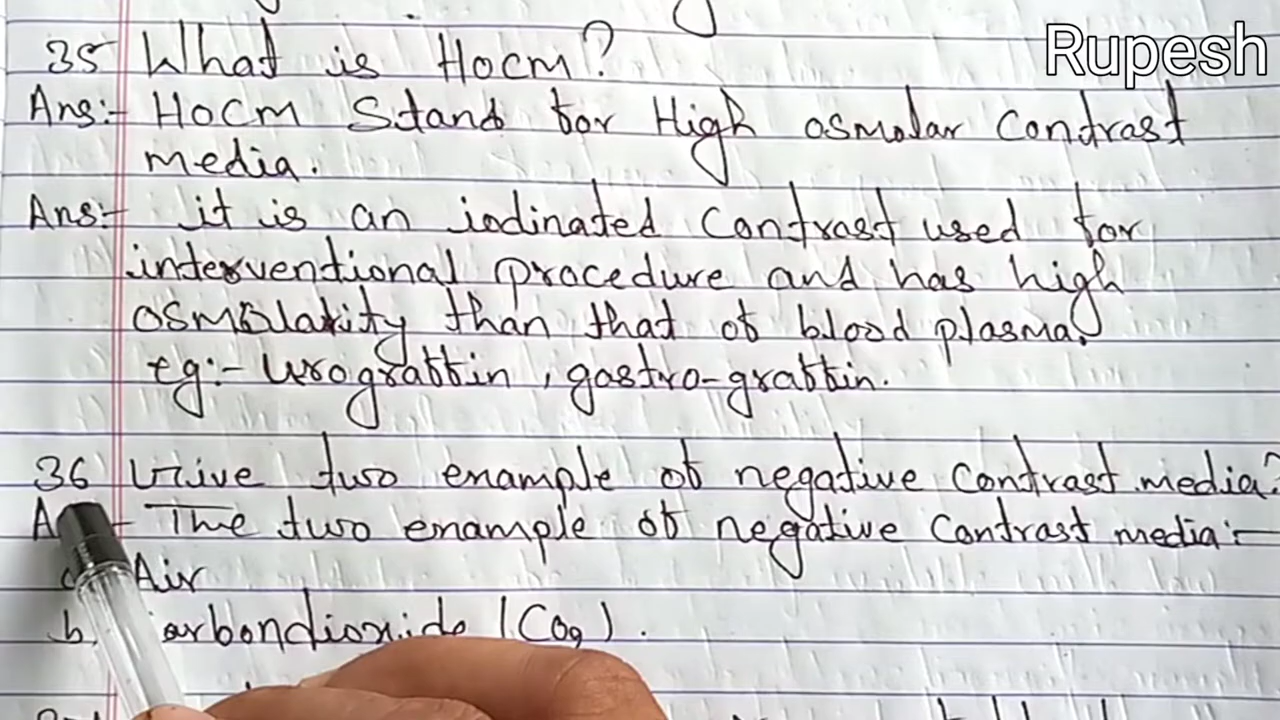 Rupesh
35 What is Hocm?
Ans:- HOCM Stand for High osmolar Contrast
media.
Ans:- it is an iodinated Contrast used for
interventional procedure and has high
osmolarity than that of blood plasma.
eg:- Urograffin, gastro-graffin.
36 Give two example of negative Contrast media?
The two example of negative Contrast media:-
Air
b. arbondioxide (CO2).